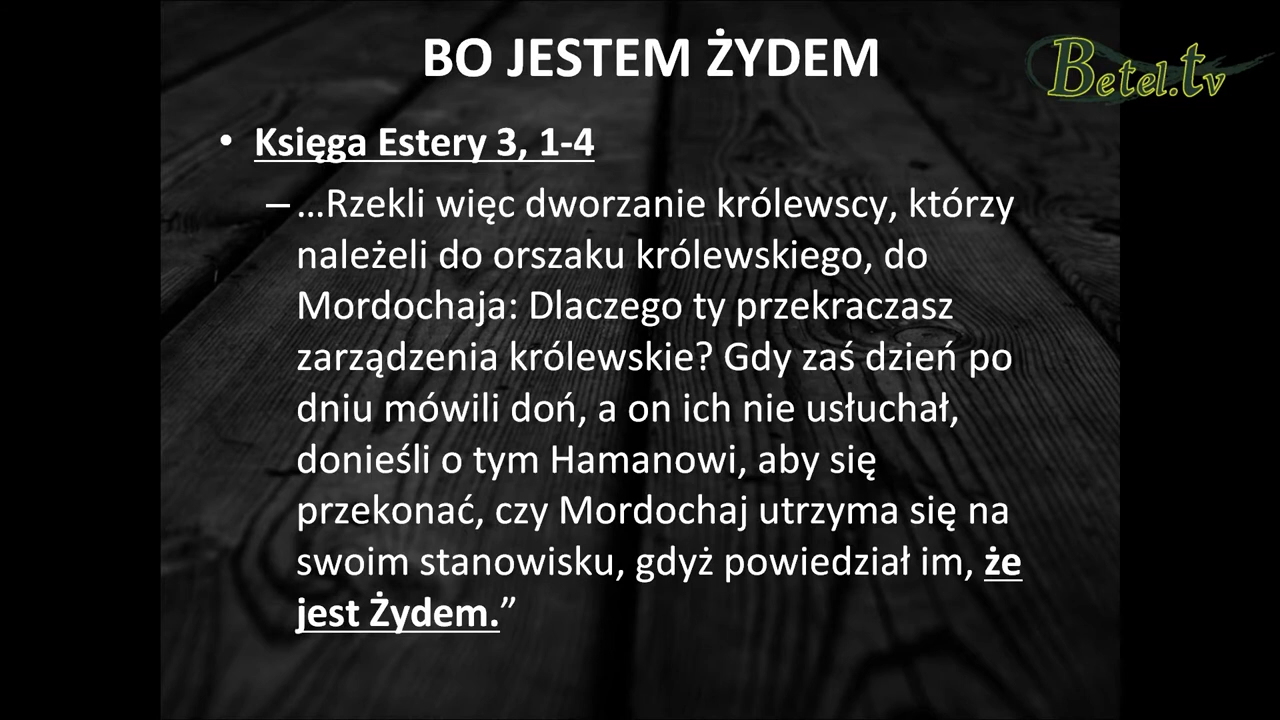 BO JESTEM ŻYDEM
Betel.tv
• Księga Estery 3, 1-4
– …Rzekli więc dworzanie królewscy, którzy
należeli do orszaku królewskiego, do
Mordochaja: Dlaczego ty przekraczasz
zarządzenia królewskie? Gdy zaś dzień po
dniu mówili doń, a on ich nie usłuchał,
donieśli o tym Hamanowi, aby się
przekonać, czy Mordochaj utrzyma się na
swoim stanowisku, gdyż powiedział im, że
jest Żydem.”